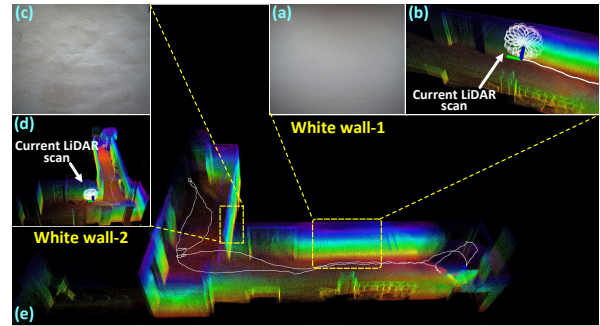 (c)
(a)
(b)
Current LiDAR
scan
White wall-1
(d)
Current LiDAR
scan
White wall-2
(e)